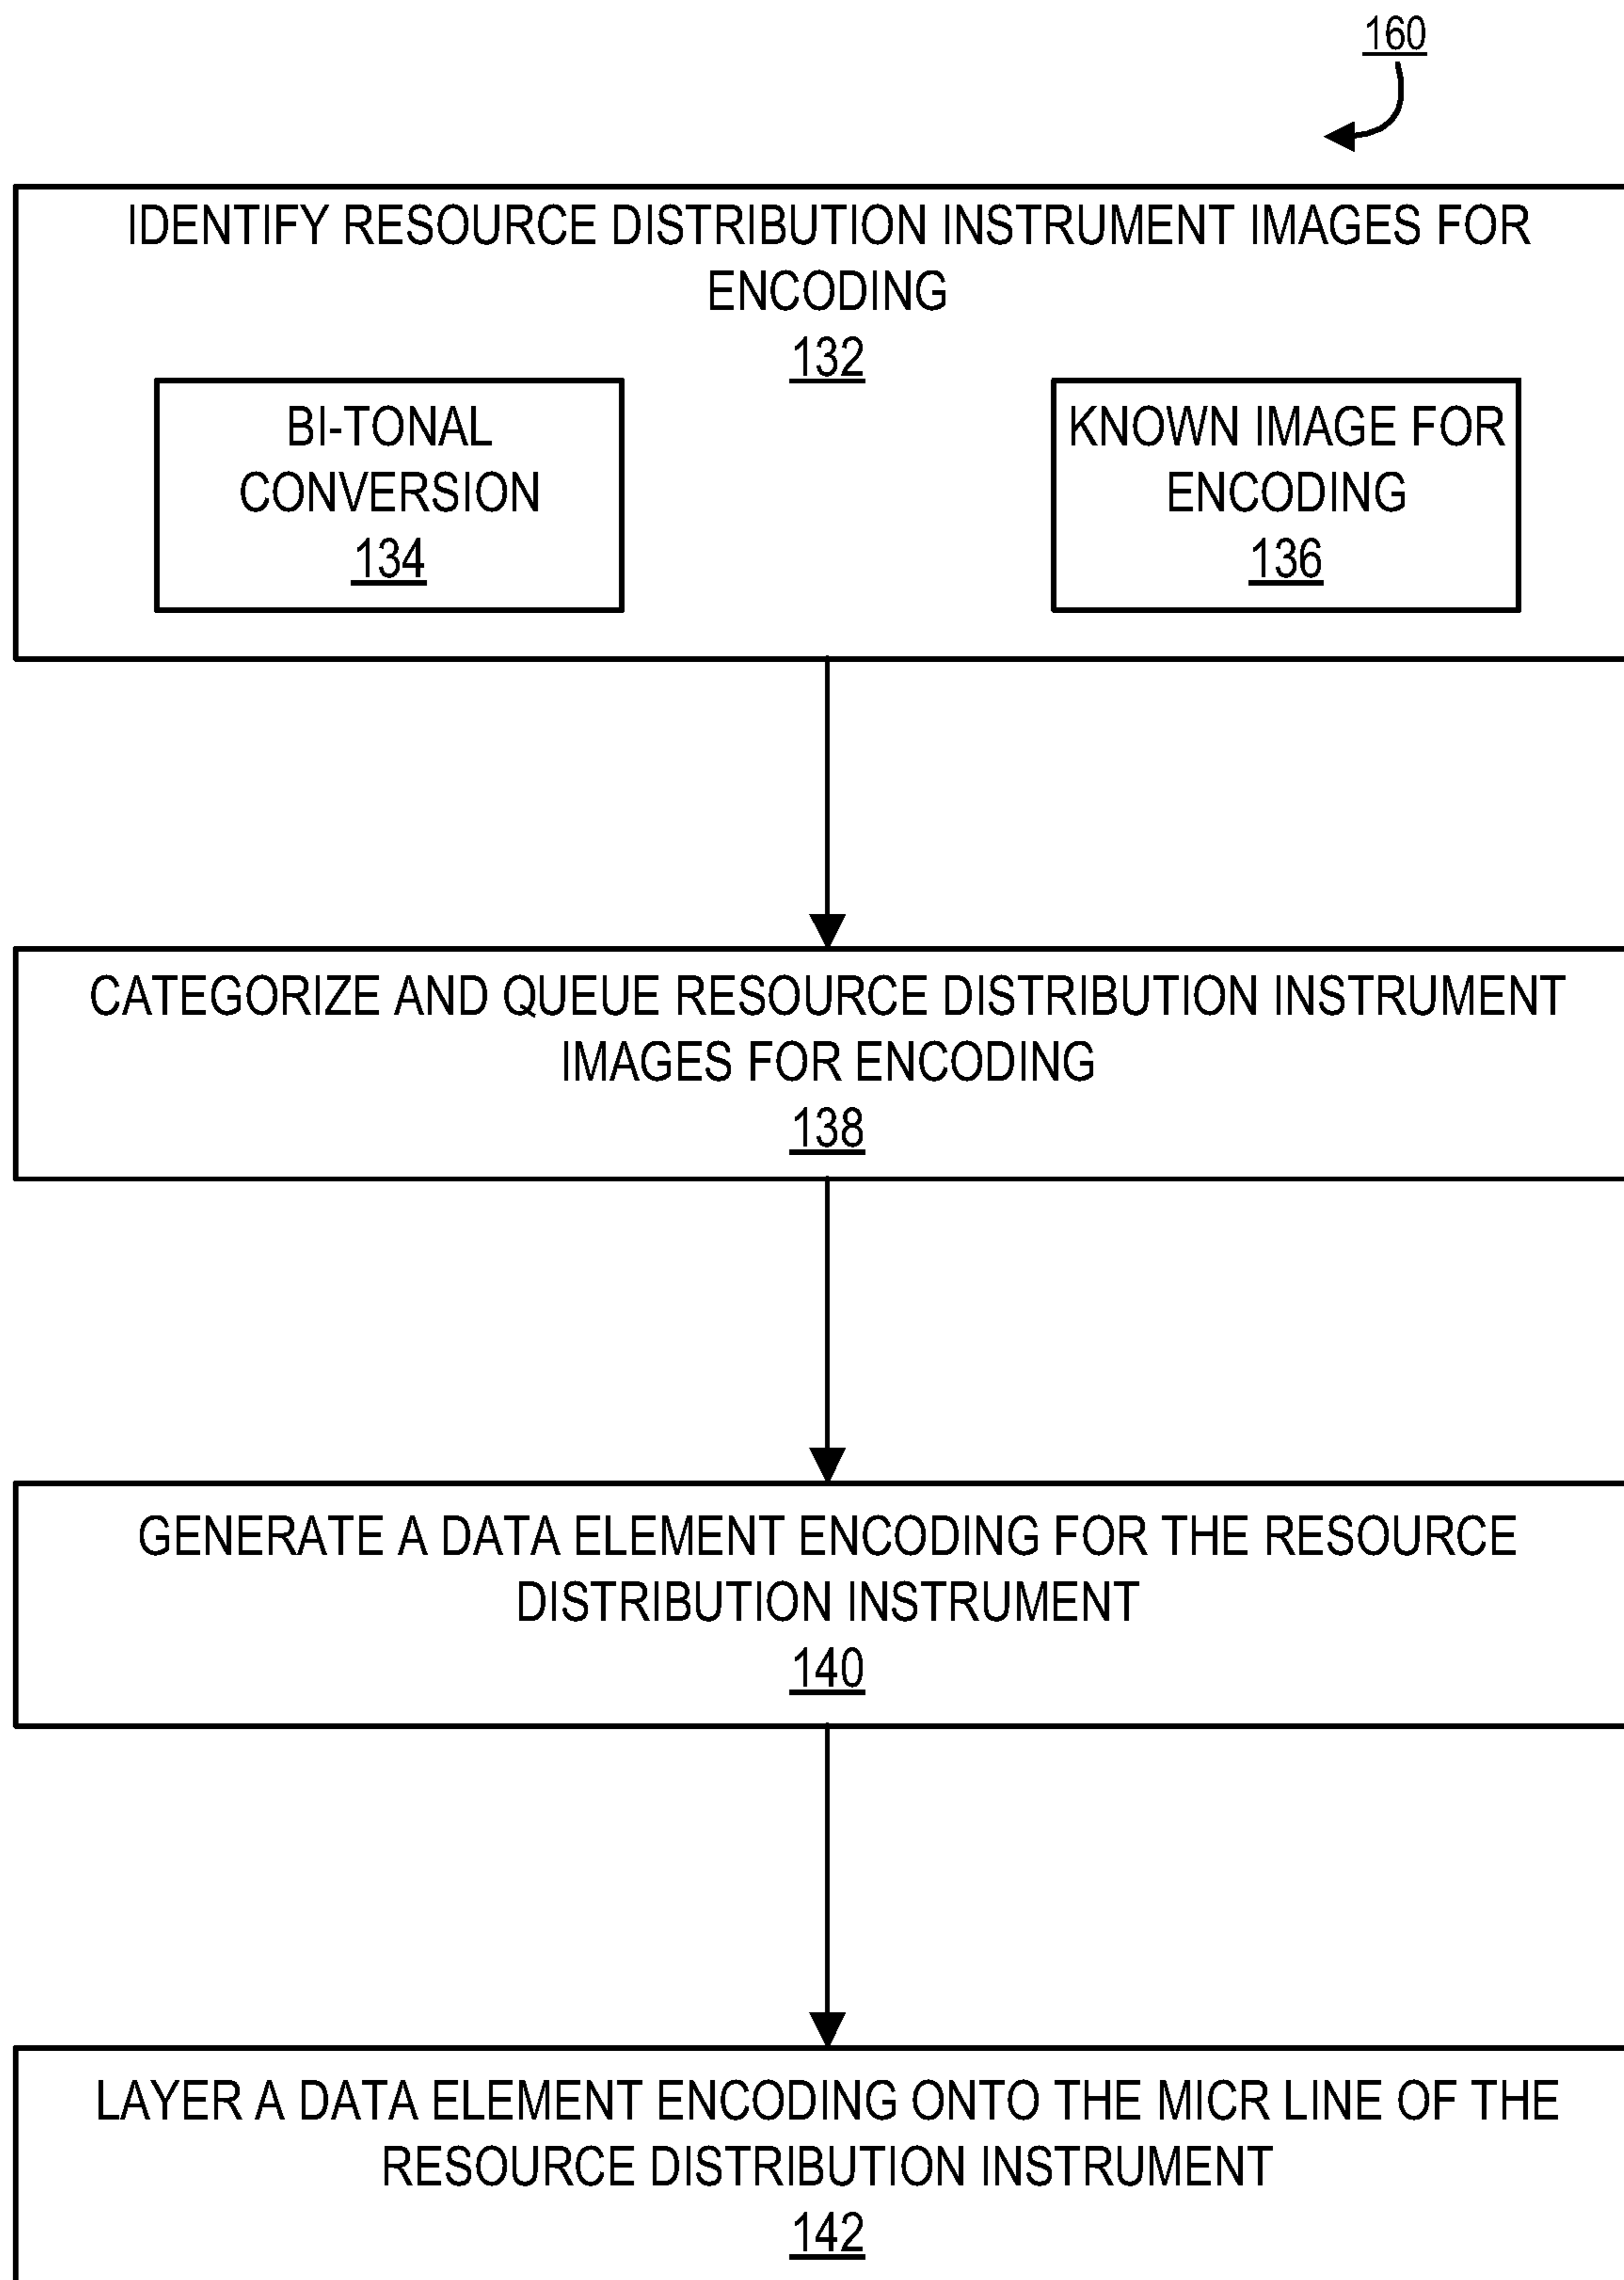 160
IDENTIFY RESOURCE DISTRIBUTION INSTRUMENT IMAGES FOR
ENCODING
132
BI-TONAL
CONVERSION
134
KNOWN IMAGE FOR
ENCODING
136
CATEGORIZE AND QUEUE RESOURCE DISTRIBUTION INSTRUMENT
IMAGES FOR ENCODING
138
GENERATE A DATA ELEMENT ENCODING FOR THE RESOURCE
DISTRIBUTION INSTRUMENT
140
LAYER A DATA ELEMENT ENCODING ONTO THE MICR LINE OF THE
RESOURCE DISTRIBUTION INSTRUMENT
142